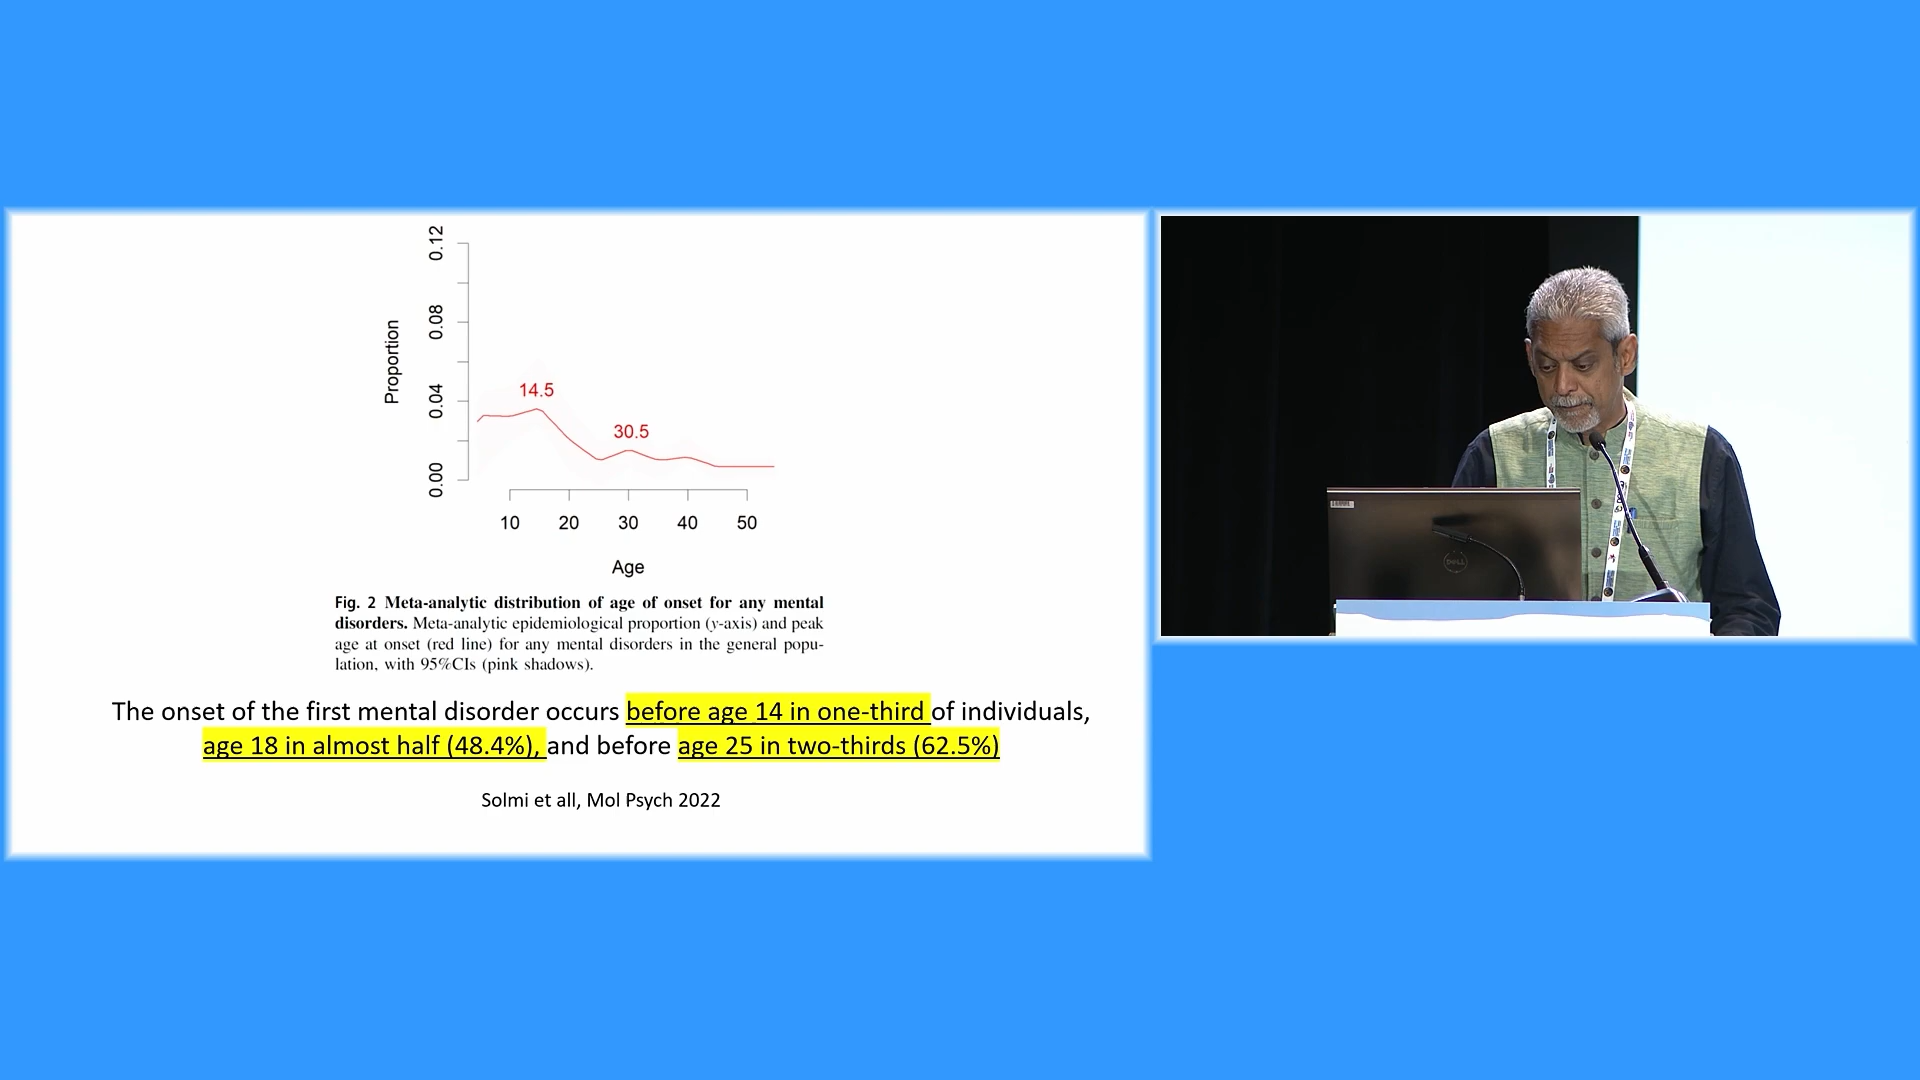 0.12
0.08
0.04
0.00
Proportion
14.5
30.5
10 20 30 40 50
Age
Fig. 2 Meta-analytic distribution of age of onset for any mental
disorders. Meta-analytic epidemiological proportion (y-axis) and peak
age at onset (red line) for any mental disorders in the general popu-
lation, with 95%CIs (pink shadows).
The onset of the first mental disorder occurs before age 14 in one-third of individuals,
age 18 in almost half (48.4%), and before age 25 in two-thirds (62.5%)
Solmi et all, Mol Psych 2022
DELL